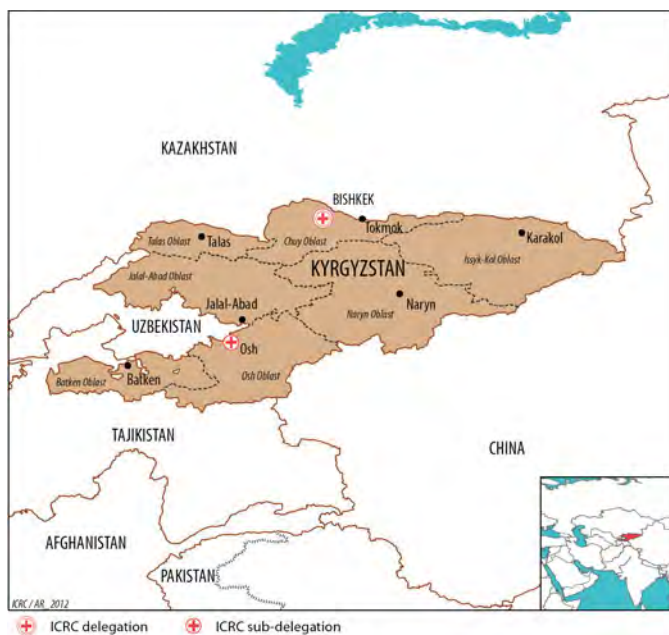 KAZAKHSTAN
BISHKEK
Tokmok
Talas Oblast
Talas
Chuy Oblast
Karakol
Issyk-Kol Oblast
KYRGYZSTAN
Jalal-Abad Oblast
Naryn
Jalal-Abad
Naryn Oblast
UZBEKISTAN
Osh
Batken Oblast
Batken
Osh Oblast
TAJIKISTAN
CHINA
AFGHANISTAN
PAKISTAN
ICRC / AR_2012
ICRC delegation ICRC sub-delegation